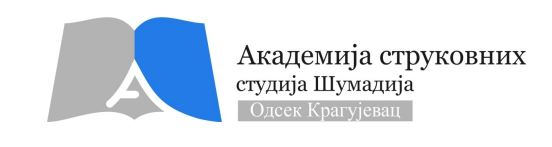 Академија струковних
студија Шумадија
Одсек Крагујевац